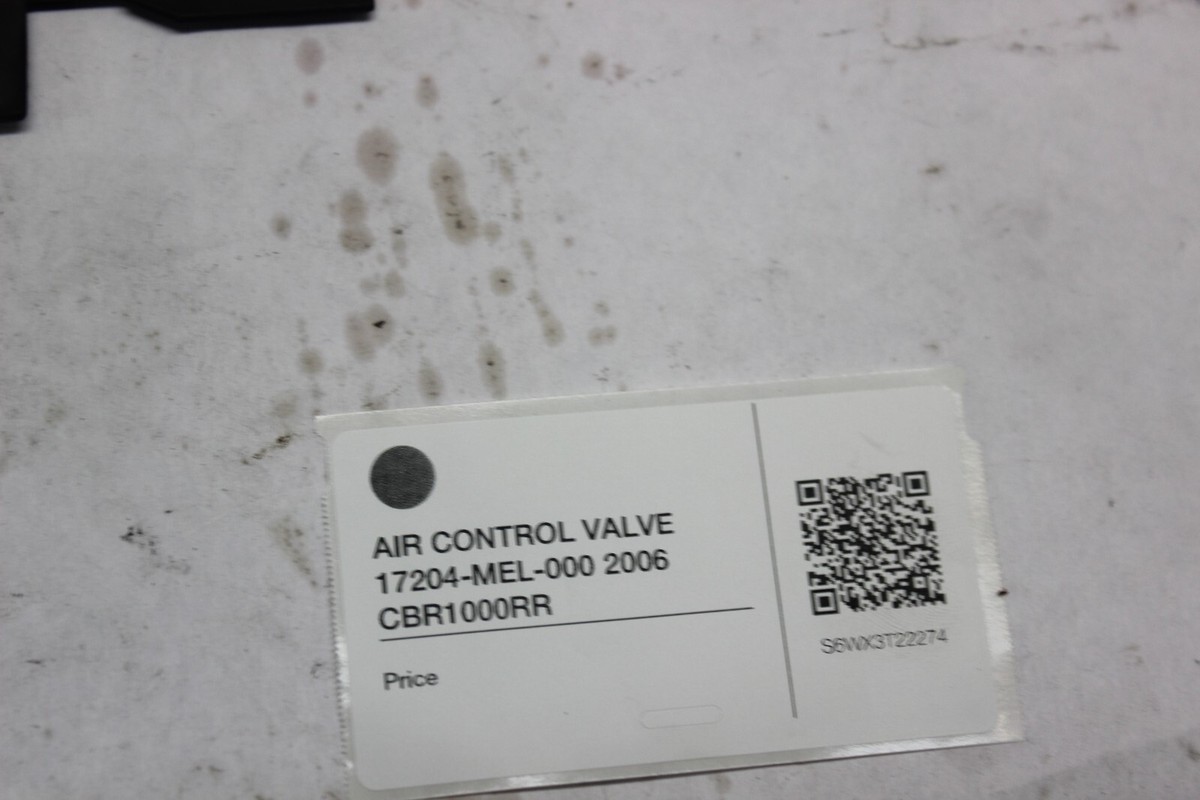 AIR CONTROL VALVE
17204-MEL-000 2006
CBR1000RR
Price
S6WX3T22274